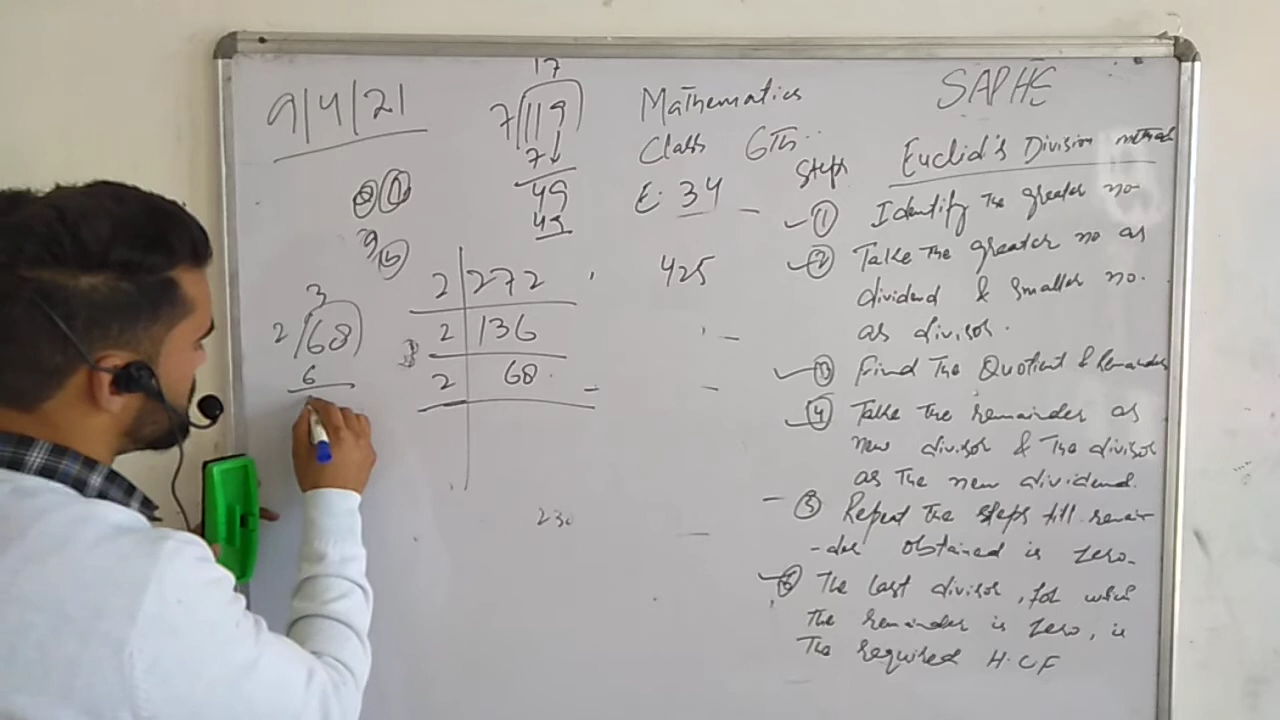 9/4/21
17
7)119)
7
49
49
Mathematics
Class 6Th
E: 34
SAPHS
Steps Euclid's Division method
① Identify The greater no
② Take The greater no as
dividend & Smaller no.
as divisor.
Find The Quotient & Remainder
④ Take The remainder as
new divisor & The divisor
as The new dividend.
⑤ Repeat The steps till remain
-der obtained is zero.
⑥ The last divisor, for which
The remainder is zero, is
The required H.C.F
2 | 272 , 425
2 | 136
2 | 68
3
2)68)
6
230